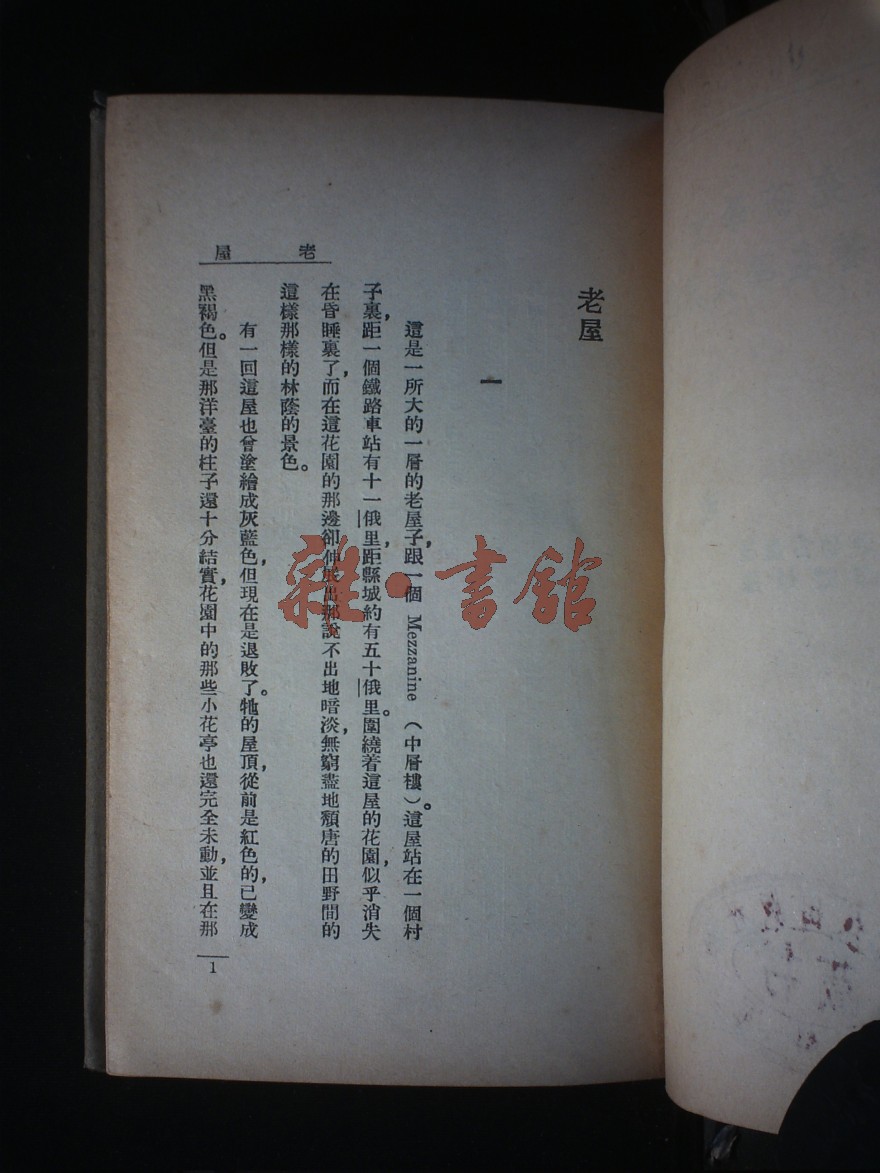 老屋
一
這是一所大的一層的老屋子,跟一個 Mezzanine (中層樓)。這屋站在一個村
子裏,距一個鐵路車站有十一俄里,距縣城約有五十俄里。圍繞着這屋的花園,似乎消失
在昏睡裏了,而在這花園的那邊卻伸展出那說不出地暗淡,無窮盡地頹唐的田野間的
這樣那樣的林蔭的景色。
有一回這屋也曾塗繪成灰藍色,但現在是退敗了。牠的屋頂,從前是紅色的,已變成
黑褐色。但是那洋臺的柱子還十分結實,花園中的那些小花亭也還完全未動,並且在那
老屋
1
雜·書館